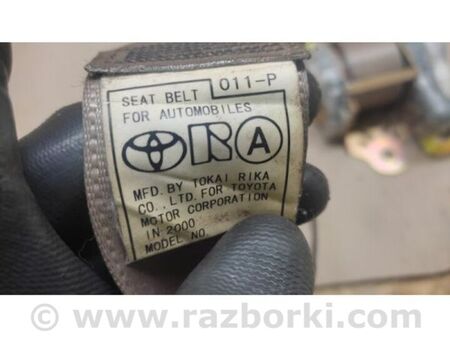 SEAT BELT 011-P
FOR AUTOMOBILES
R A
MFD. BY TOKAI RIKA
CO., LTD. FOR TOYOTA
MOTOR CORPORATION
IN 2000
MODEL NO.
© www.razborki.com